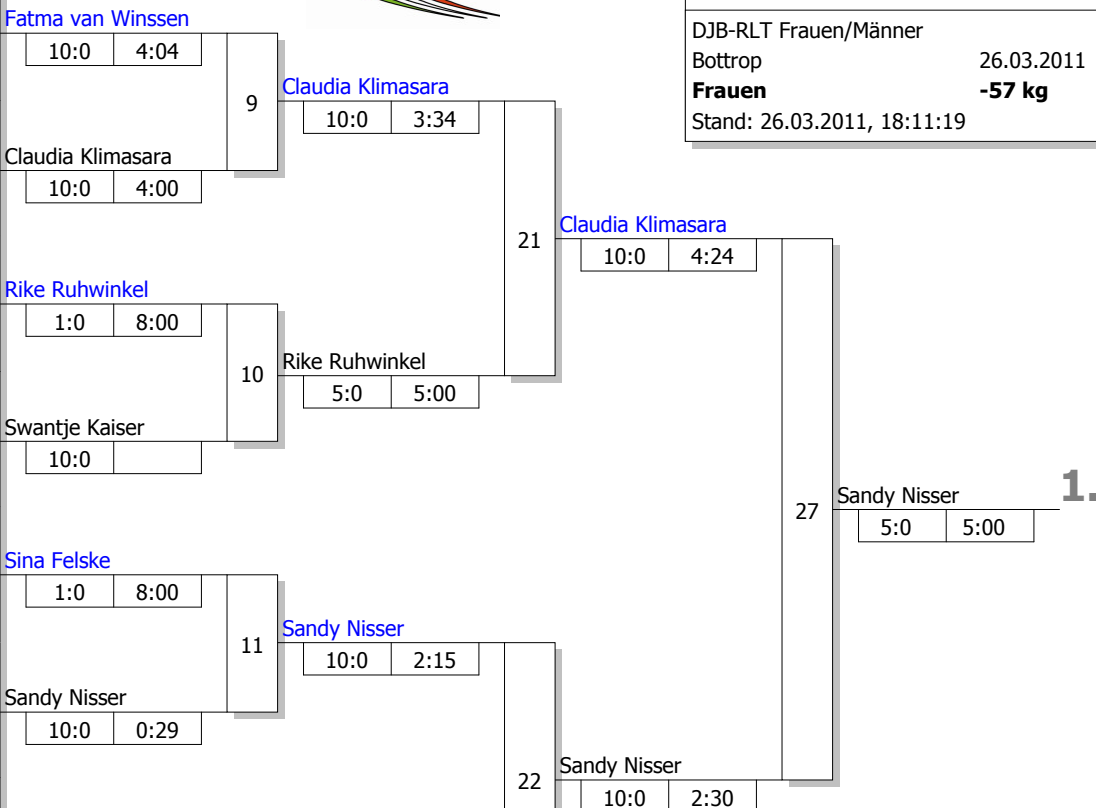 Fatma van Winssen
10:0 4:04
9
Claudia Klimasara
10:0 4:00
Claudia Klimasara
10:0 3:34
DJB-RLT Frauen/Männer
Bottrop 26.03.2011
Frauen -57 kg
Stand: 26.03.2011, 18:11:19
21
Claudia Klimasara
10:0 4:24
Rike Ruhwinkel
1:0 8:00
10
Swantje Kaiser
10:0
Rike Ruhwinkel
5:0 5:00
27
Sandy Nisser 1.
5:0 5:00
Sina Felske
1:0 8:00
11
Sandy Nisser
10:0 0:29
Sandy Nisser
10:0 2:15
22
Sandy Nisser
10:0 2:30